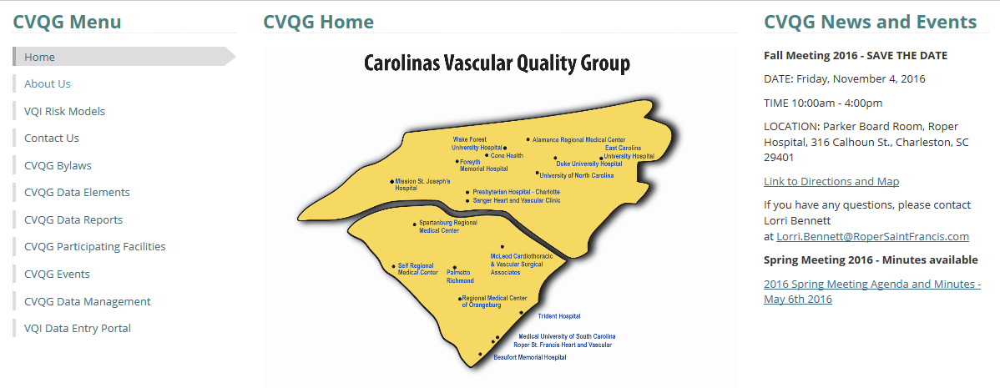 CVQG Menu
Home
About Us
VQI Risk Models
Contact Us
CVQG Bylaws
CVQG Data Elements
CVQG Data Reports
CVQG Participating Facilities
CVQG Events
CVQG Data Management
VQI Data Entry Portal
CVQG Home
Carolinas Vascular Quality Group
Wake Forest
University Hospital
Alamance Regional Medical Center
East Carolina
University Hospital
Cone Health
Duke University Hospital
Forsyth
Memorial Hospital
University of North Carolina
Mission St. Joseph's
Hospital
Presbyterian Hospital - Charlotte
Sanger Heart and Vascular Clinic
Spartanburg Regional
Medical Center
McLeod Cardiothoracic
& Vascular Surgical
Associates
Self Regional
Medical Center
Palmetto
Richmond
Regional Medical Center
of Orangeburg
Trident Hospital
Medical University of South Carolina
Roper St. Francis Heart and Vascular
Beaufort Memorial Hospital
CVQG News and Events
Fall Meeting 2016 - SAVE THE DATE
DATE: Friday, November 4, 2016
TIME 10:00am - 4:00pm
LOCATION: Parker Board Room, Roper
Hospital, 316 Calhoun St., Charleston, SC
29401
Link to Directions and Map
If you have any questions, please contact
Lorri Bennett
at Lorri.Bennett@RoperSaintFrancis.com
Spring Meeting 2016 - Minutes available
2016 Spring Meeting Agenda and Minutes -
May 6th 2016